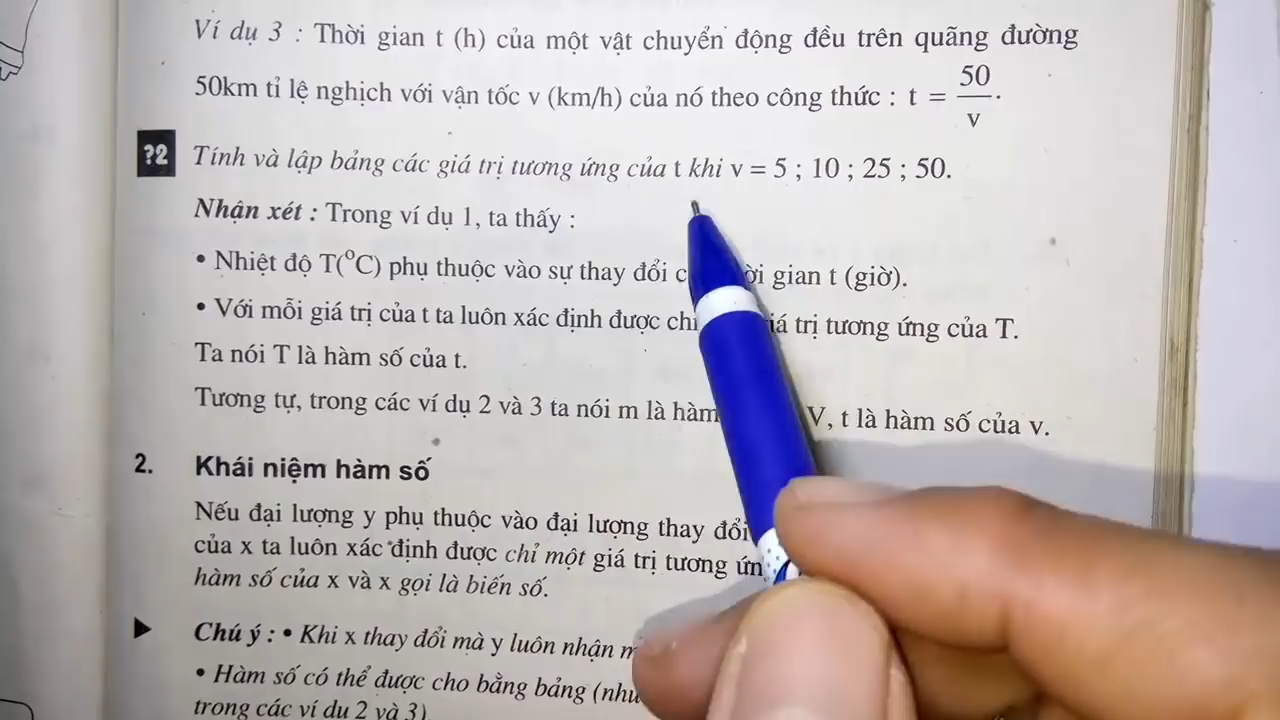 Ví dụ 3 : Thời gian t (h) của một vật chuyển động đều trên quãng đường
50km tỉ lệ nghịch với vận tốc v (km/h) của nó theo công thức : t = 50/v.
?2 Tính và lập bảng các giá trị tương ứng của t khi v = 5 ; 10 ; 25 ; 50.
Nhận xét : Trong ví dụ 1, ta thấy :
• Nhiệt độ T(°C) phụ thuộc vào sự thay đổi gian t (giờ).
• Với mỗi giá trị của t ta luôn xác định được trị tương ứng của T.
Ta nói T là hàm số của t.
Tương tự, trong các ví dụ 2 và 3 ta nói m là hàm V, t là hàm số của v.
2. Khái niệm hàm số
Nếu đại lượng y phụ thuộc vào đại lượng thay đổi
của x ta luôn xác định được chỉ một giá trị tương
hàm số của x và x gọi là biến số.
Chú ý : • Khi x thay đổi mà y luôn nhận
• Hàm số có thể được cho bằng bảng (như
trong các ví dụ 2 và 3)